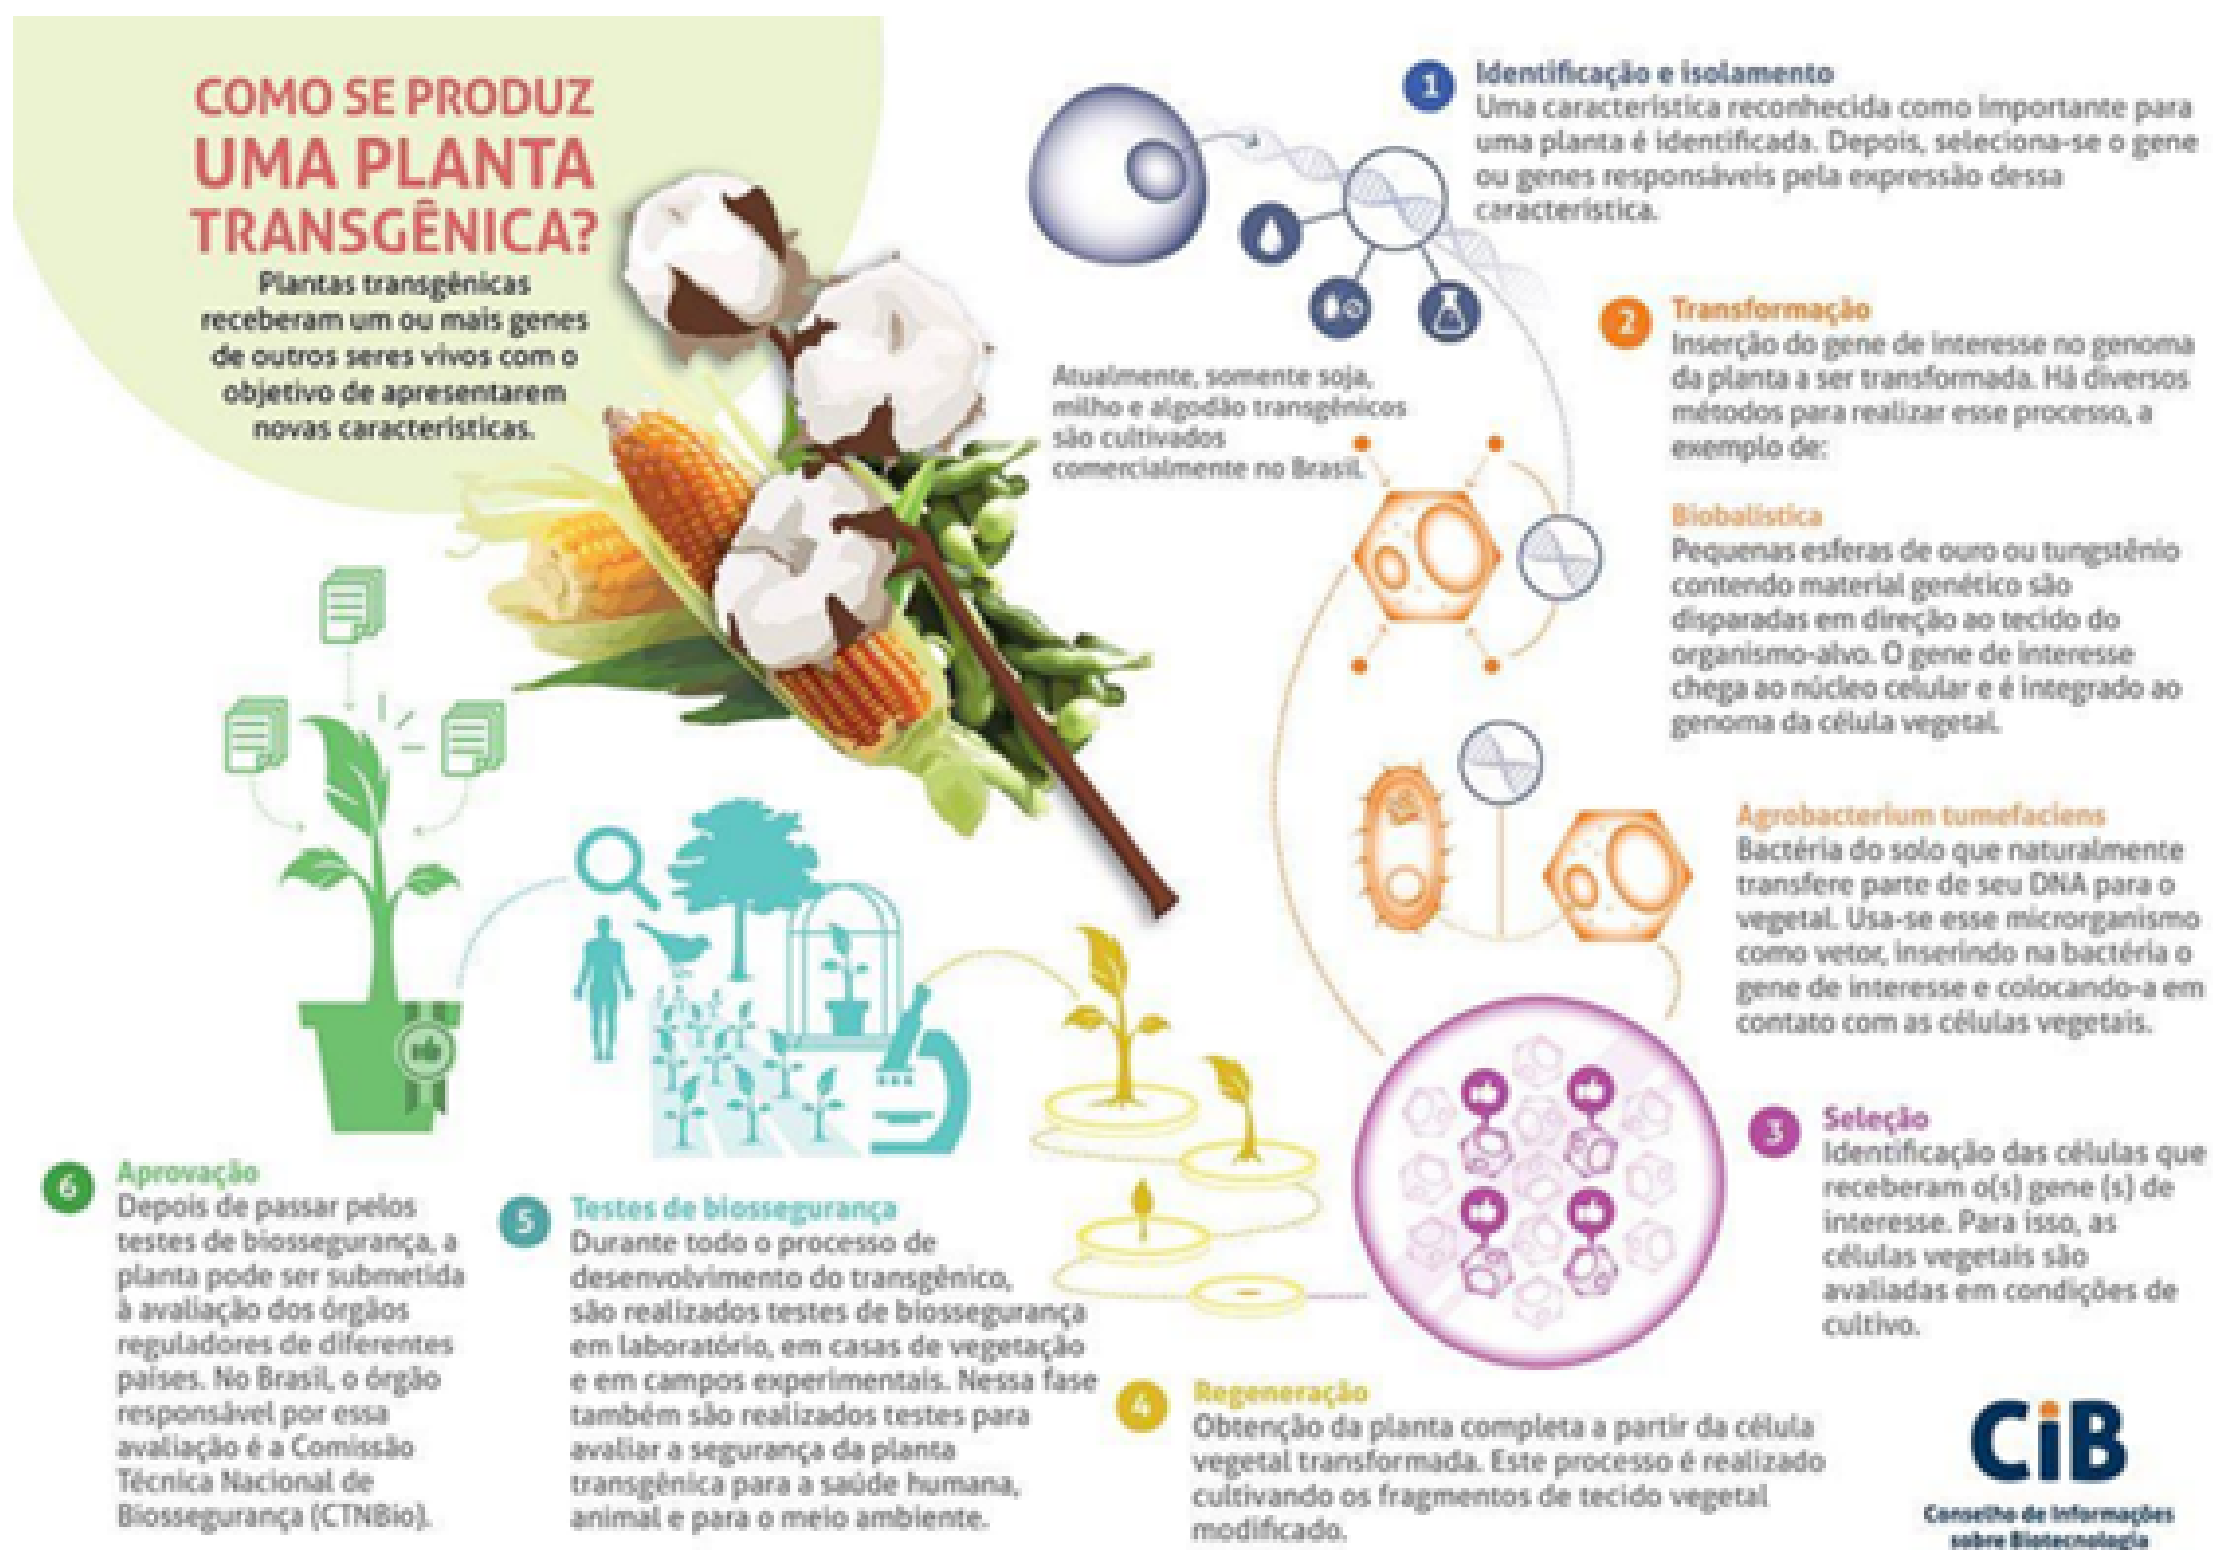 COMO SE PRODUZ
UMA PLANTA
TRANSGÊNICA?
Plantas transgênicas
receberam um ou mais genes
de outros seres vivos com o
objetivo de apresentarem
novas características.
1
Identificação e isolamento
Uma característica reconhecida como importante para
uma planta é identificada. Depois, seleciona-se o gene
ou genes responsáveis pela expressão dessa
característica.
Atualmente, somente soja,
milho e algodão transgênicos
são cultivados
comercialmente no Brasil.
2
Transformação
Inserção do gene de interesse no genoma
da planta a ser transformada. Há diversos
métodos para realizar esse processo, a
exemplo de:
Biobalística
Pequenas esferas de ouro ou tungstênio
contendo material genético são
disparadas em direção ao tecido do
organismo-alvo. O gene de interesse
chega ao núcleo celular e é integrado ao
genoma da célula vegetal.
Agrobacterium tumefaciens
Bactéria do solo que naturalmente
transfere parte de seu DNA para o
vegetal. Usa-se esse microrganismo
como vetor, inserindo na bactéria o
gene de interesse e colocando-a em
contato com as células vegetais.
3
Seleção
Identificação das células que
receberam o(s) gene (s) de
interesse. Para isso, as
células vegetais são
avaliadas em condições de
cultivo.
4
Regeneração
Obtenção da planta completa a partir da célula
vegetal transformada. Este processo é realizado
cultivando os fragmentos de tecido vegetal
modificado.
5
Testes de biossegurança
Durante todo o processo de
desenvolvimento do transgênico,
são realizados testes de biossegurança
em laboratório, em casas de vegetação
e em campos experimentais. Nessa fase
também são realizados testes para
avaliar a segurança da planta
transgênica para a saúde humana,
animal e para o meio ambiente.
6
Aprovação
Depois de passar pelos
testes de biossegurança, a
planta pode ser submetida
à avaliação dos órgãos
reguladores de diferentes
países. No Brasil, o órgão
responsável por essa
avaliação é a Comissão
Técnica Nacional de
Biossegurança (CTNBio).
CiB
Conselho de Informações
sobre Biotecnologia